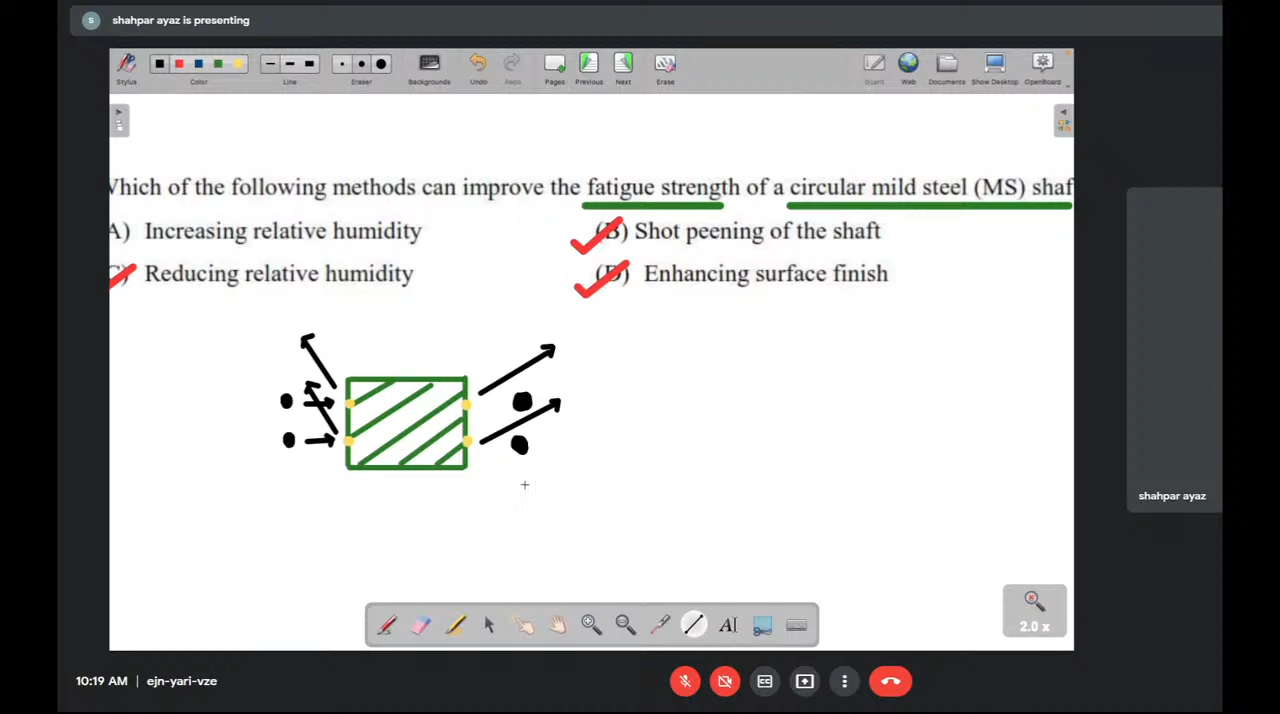 S shahpar ayaz is presenting
Stylus Color Line Eraser Backgrounds Undo Redo Pages Previous Next Erase Board Web Documents Show Desktop OpenBoard
Which of the following methods can improve the fatigue strength of a circular mild steel (MS) shaf
A) Increasing relative humidity (B) Shot peening of the shaft
C) Reducing relative humidity (D) Enhancing surface finish
shahpar ayaz
AI
2.0 x
10:19 AM | ejn-yari-vze